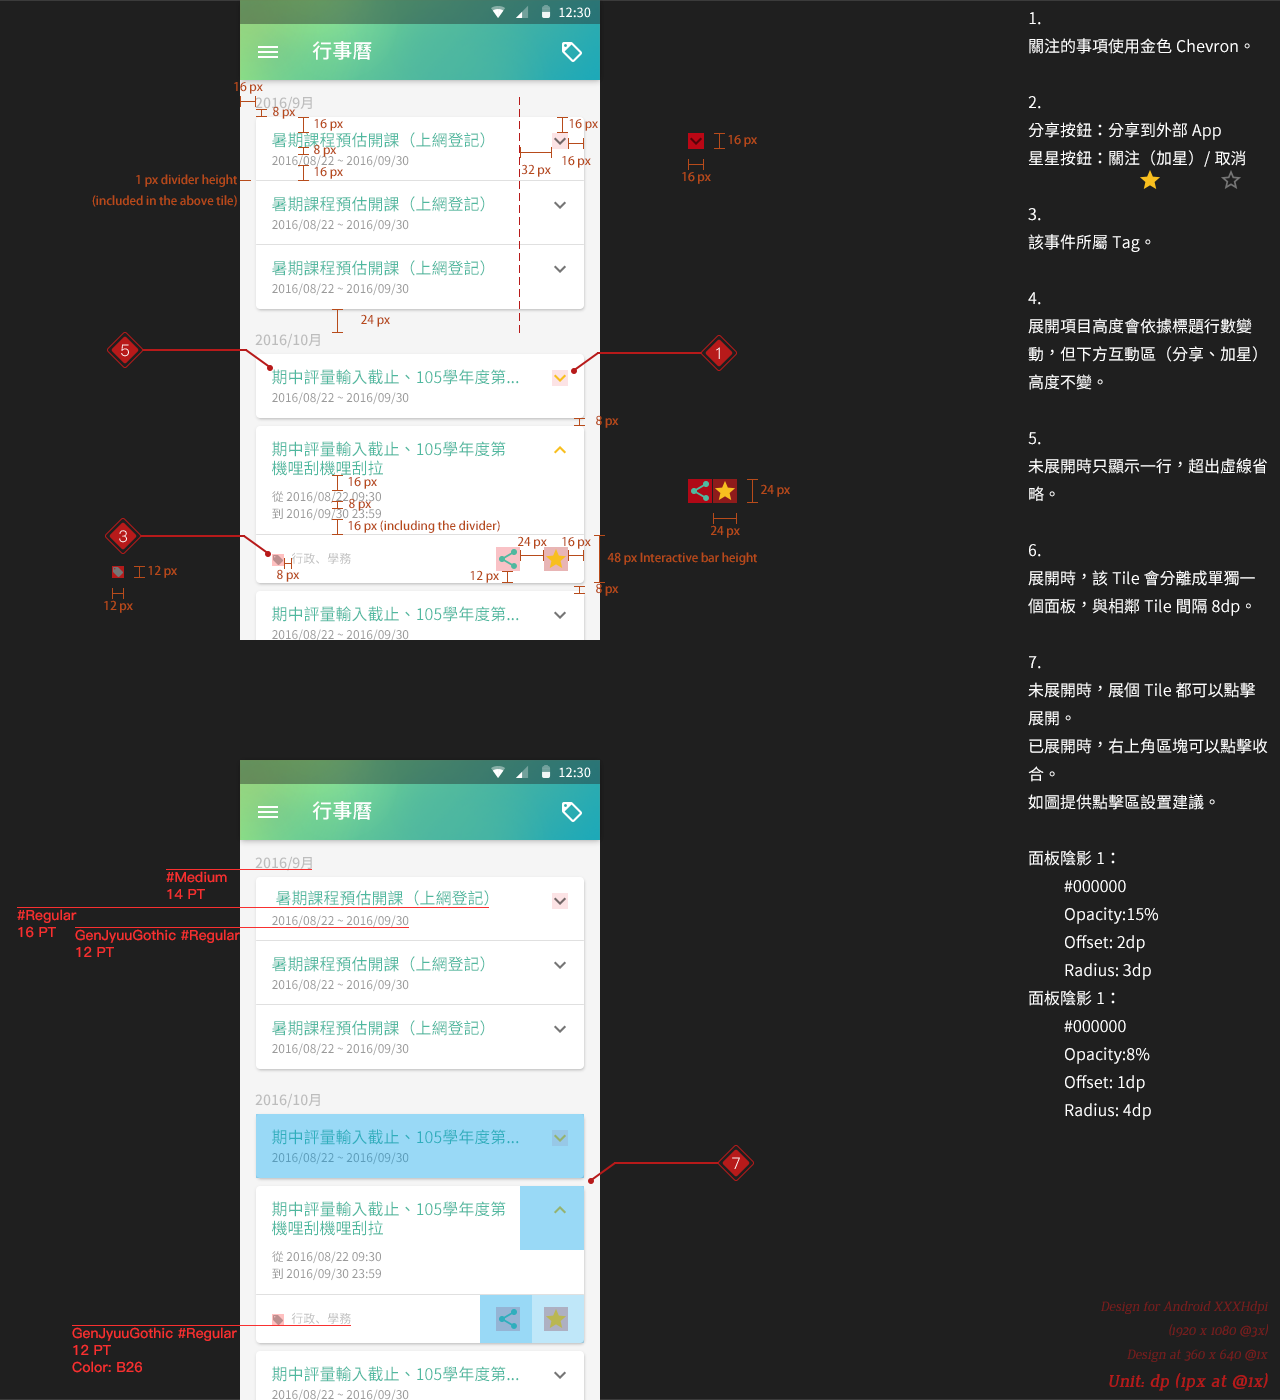 12:30
行事曆
16 px
2016/9月
8 px
16 px
16 px
暑期課程預估開課（上網登記）
8 px
2016/08/22 ~ 2016/09/30
16 px
32 px
16 px
16 px
16 px
1 px divider height
(included in the above tile)
暑期課程預估開課（上網登記）
2016/08/22 ~ 2016/09/30
暑期課程預估開課（上網登記）
2016/08/22 ~ 2016/09/30
24 px
2016/10月
5
1
期中評量輸入截止、105學年度第...
2016/08/22 ~ 2016/09/30
8 px
期中評量輸入截止、105學年度第
機哩刮機哩刮拉
16 px
從 2016/08/22 09:30
8 px
到 2016/09/30 23:59
16 px (including the divider)
24 px
24 px
3
行政、學務
8 px
24 px
16 px
12 px
48 px Interactive bar height
8 px
12 px
12 px
期中評量輸入截止、105學年度第...
2016/08/22 ~ 2016/09/30
12:30
行事曆
2016/9月
#Medium
14 PT
暑期課程預估開課（上網登記）
#Regular
16 PT
2016/08/22 ~ 2016/09/30
GenJyuuGothic #Regular
12 PT
暑期課程預估開課（上網登記）
2016/08/22 ~ 2016/09/30
暑期課程預估開課（上網登記）
2016/08/22 ~ 2016/09/30
2016/10月
期中評量輸入截止、105學年度第...
2016/08/22 ~ 2016/09/30
7
期中評量輸入截止、105學年度第
機哩刮機哩刮拉
從 2016/08/22 09:30
到 2016/09/30 23:59
行政、學務
GenJyuuGothic #Regular
12 PT
Color: B26
期中評量輸入截止、105學年度第...
2016/08/22 ~ 2016/09/30
1.
關注的事項使用金色 Chevron。
2.
分享按鈕：分享到外部 App
星星按鈕：關注（加星）/ 取消
3.
該事件所屬 Tag。
4.
展開項目高度會依據標題行數變
動，但下方互動區（分享、加星）
高度不變。
5.
未展開時只顯示一行，超出虛線省
略。
6.
展開時，該 Tile 會分離成單獨一
個面板，與相鄰 Tile 間隔 8dp。
7.
未展開時，展個 Tile 都可以點擊
展開。
已展開時，右上角區塊可以點擊收
合。
如圖提供點擊區設置建議。
面板陰影 1：
#000000
Opacity:15%
Offset: 2dp
Radius: 3dp
面板陰影 1：
#000000
Opacity:8%
Offset: 1dp
Radius: 4dp
Design for Android XXXHdpi
(1920 x 1080 @3x)
Design at 360 x 640 @1x
Unit: dp (1px at @1x)